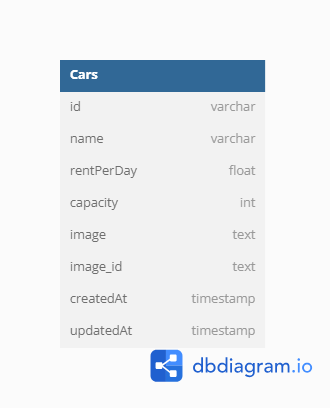 Cars
id varchar
name varchar
rentPerDay float
capacity int
image text
image_id text
createdAt timestamp
updatedAt timestamp
dbdiagram.io